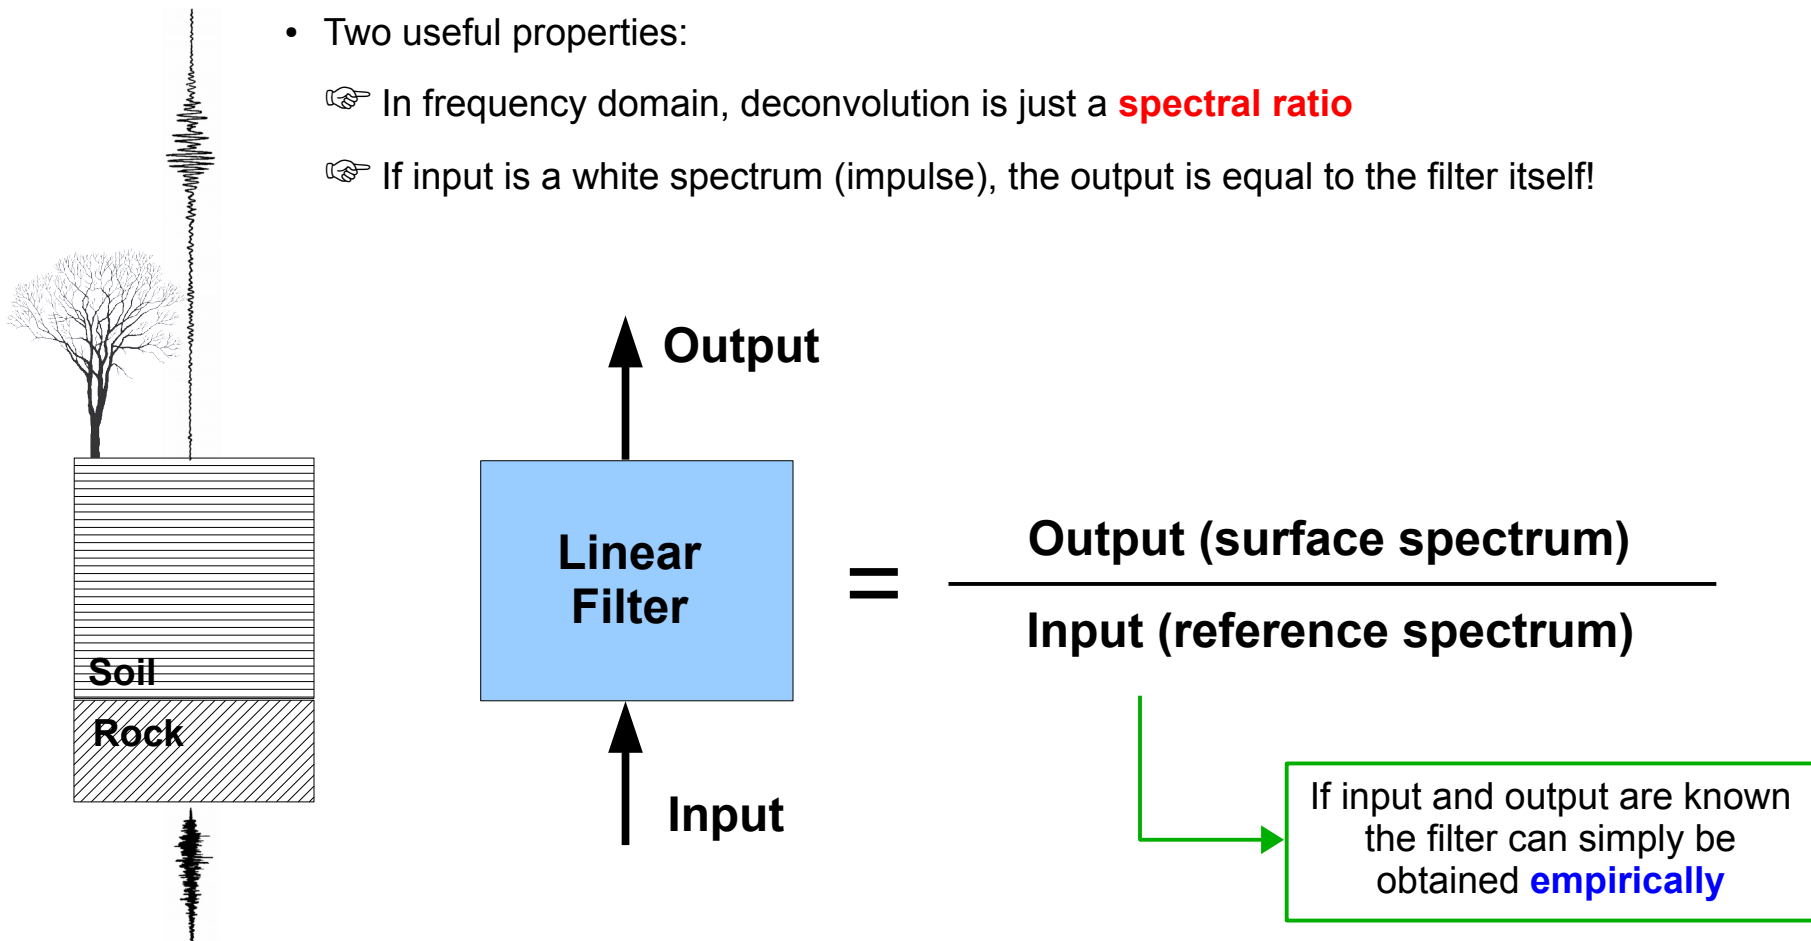 • Two useful properties:
☞ In frequency domain, deconvolution is just a spectral ratio
☞ If input is a white spectrum (impulse), the output is equal to the filter itself!
Output
Linear
Filter
=
Output (surface spectrum)
Input (reference spectrum)
Soil
Rock
Input
If input and output are known
the filter can simply be
obtained empirically